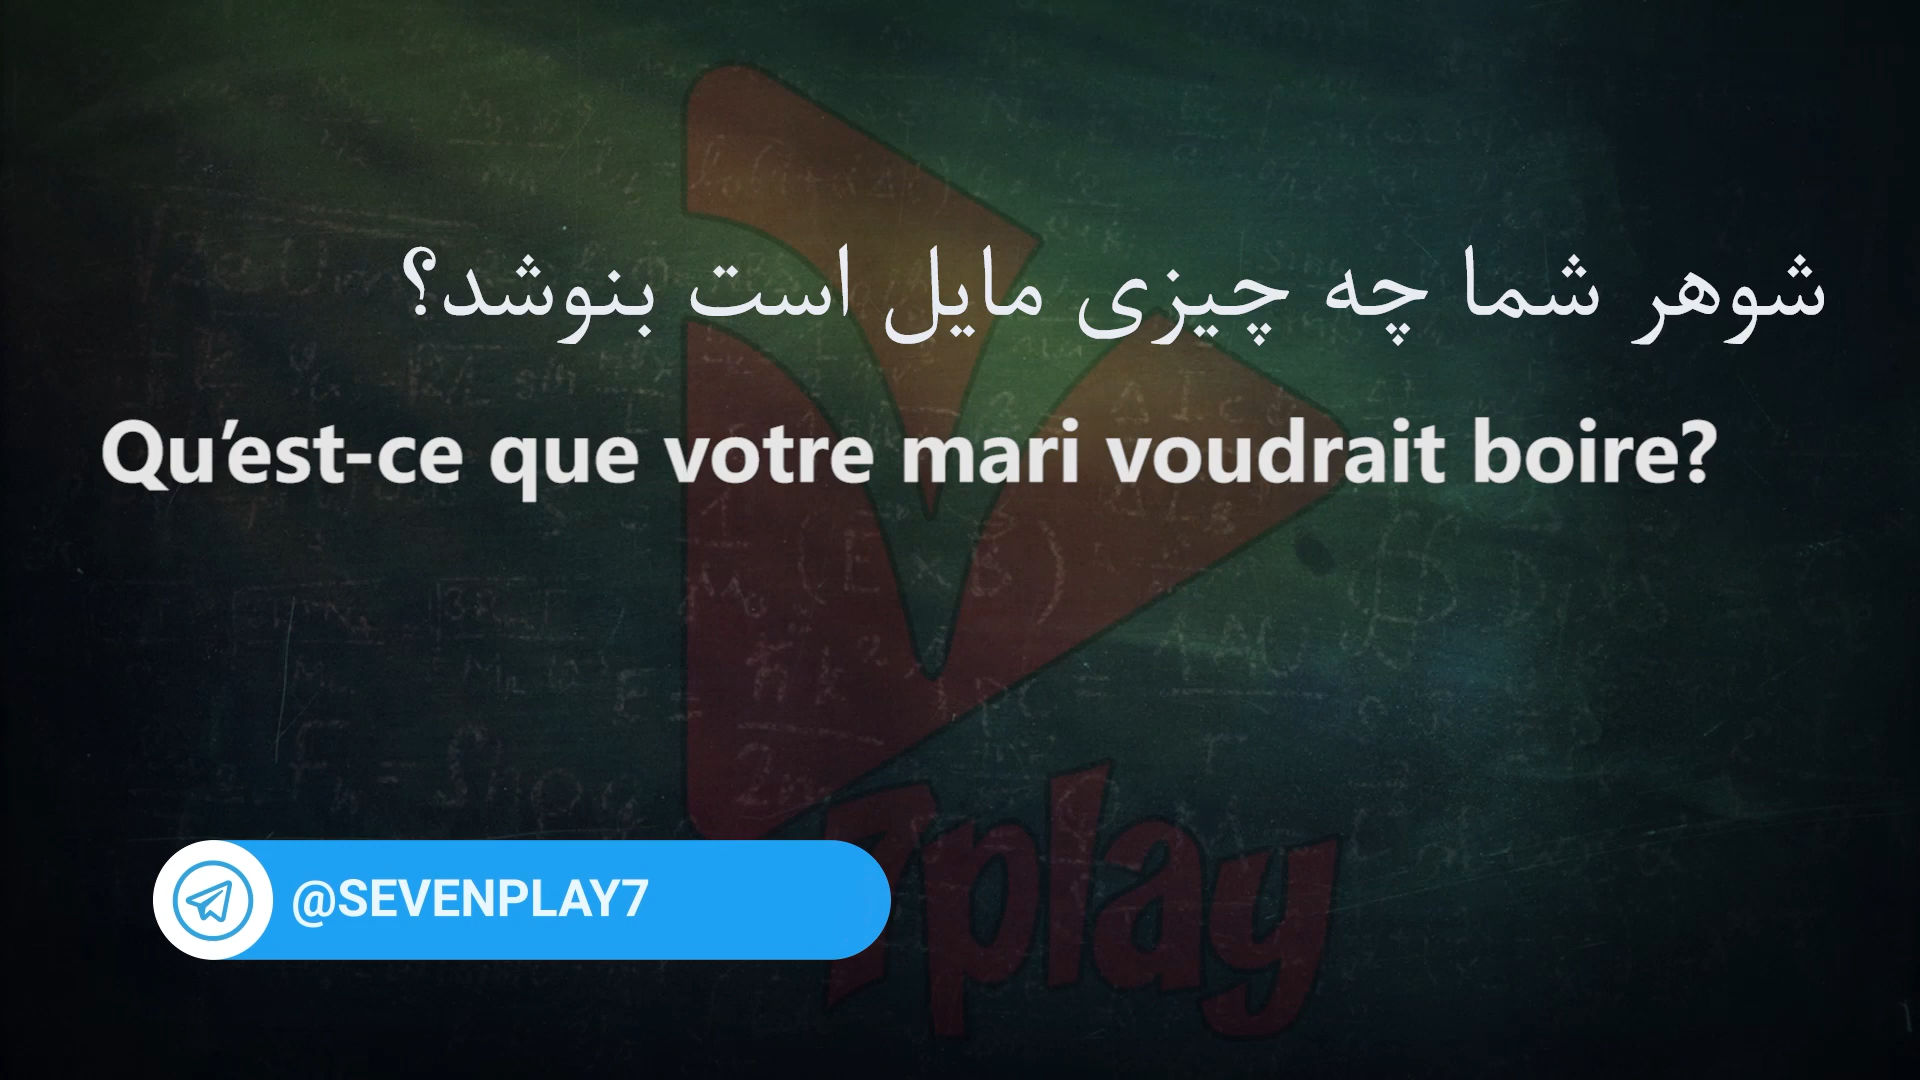 شوهر شما چه چیزی مایل است بنوشد؟
Qu’est-ce que votre mari voudrait boire?
@SEVENPLAY7
7play